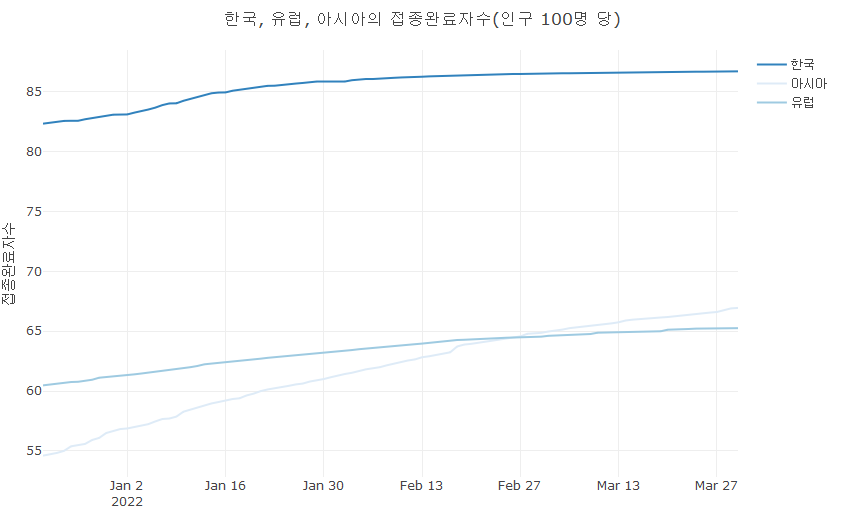 한국, 유럽, 아시아의 접종완료자수(인구 100명 당)
한국
아시아
유럽
접종완료자수
85
80
75
70
65
60
55
Jan 2
2022
Jan 16
Jan 30
Feb 13
Feb 27
Mar 13
Mar 27